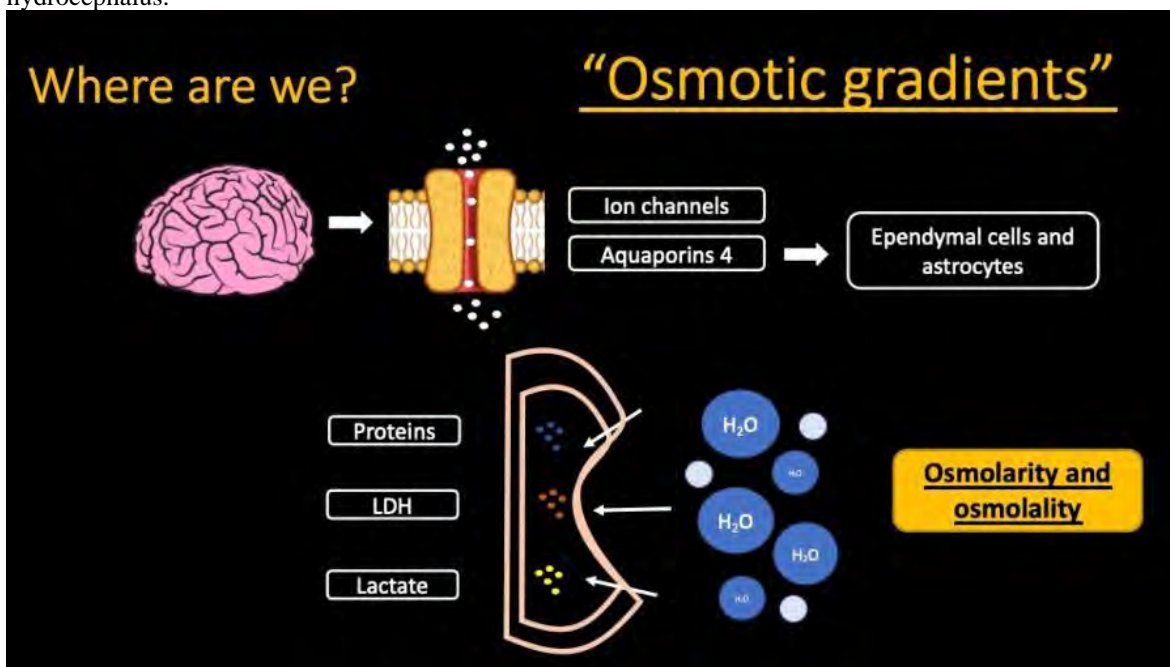 hydrocephalus.
Where are we?
“Osmotic gradients”
Ion channels
Aquaporins 4
Ependymal cells and
astrocytes
Proteins
LDH
Lactate
H₂O
H₂O
H₂O
H₂O
H₂O
Osmolarity and
osmolality